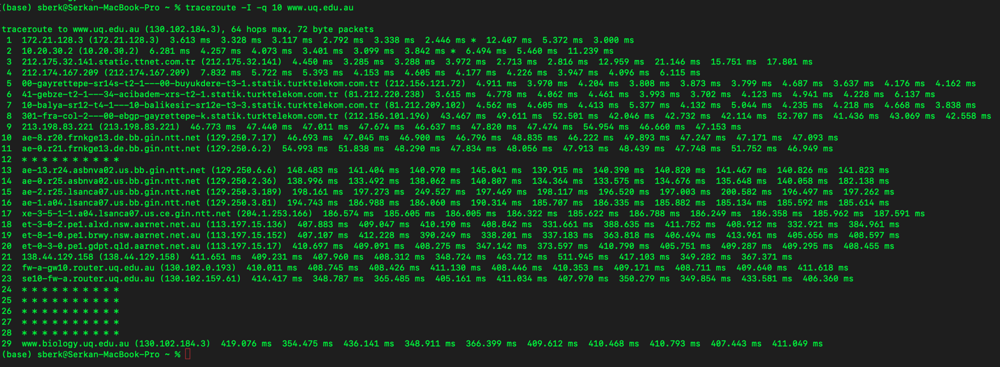 (base) sberk@Serkan-MacBook-Pro ~ % traceroute -I -q 10 www.uq.edu.au
traceroute to www.uq.edu.au (130.102.184.3), 64 hops max, 72 byte packets
1 172.21.128.3 (172.21.128.3) 3.613 ms 3.328 ms 3.117 ms 2.792 ms 3.338 ms 2.446 ms * 12.407 ms 5.372 ms 3.000 ms
2 10.20.30.2 (10.20.30.2) 6.281 ms 4.257 ms 4.073 ms 3.401 ms 3.099 ms 3.842 ms * 6.494 ms 5.460 ms 11.239 ms
3 212.175.32.141.static.ttnet.com.tr (212.175.32.141) 4.450 ms 3.285 ms 3.288 ms 3.972 ms 2.713 ms 2.816 ms 12.959 ms 21.146 ms 15.751 ms 17.801 ms
4 212.174.167.209 (212.174.167.209) 7.832 ms 5.722 ms 5.393 ms 4.153 ms 4.605 ms 4.177 ms 4.226 ms 3.947 ms 4.096 ms 6.115 ms
5 00-gayrettepe-sr14s-t2-1---00-buyukdere-t3-1.statik.turktelekom.com.tr (212.156.121.72) 4.911 ms 3.970 ms 4.204 ms 3.808 ms 3.873 ms 3.799 ms 4.687 ms 3.637 ms 4.176 ms 4.162 ms
6 41-gebze-t2-1---34-acibadem-xrs-t2-1.statik.turktelekom.com.tr (81.212.220.238) 3.615 ms 4.778 ms 4.062 ms 4.461 ms 3.993 ms 3.702 ms 4.123 ms 4.941 ms 4.228 ms 6.137 ms
7 10-balya-sr12-t4-1---10-balikesir-sr12e-t3-3.statik.turktelekom.com.tr (81.212.209.102) 4.562 ms 4.605 ms 4.413 ms 5.377 ms 4.132 ms 5.044 ms 4.235 ms 4.218 ms 4.668 ms 3.838 ms
8 301-fra-col-2---00-ebgp-gayrettepe-k.statik.turktelekom.com.tr (212.156.101.196) 43.467 ms 49.611 ms 52.501 ms 42.046 ms 42.732 ms 42.114 ms 52.707 ms 41.436 ms 43.069 ms 42.558 ms
9 213.198.83.221 (213.198.83.221) 46.773 ms 47.440 ms 47.011 ms 47.674 ms 46.637 ms 47.820 ms 47.474 ms 54.954 ms 46.660 ms 47.153 ms
10 ae-8.r20.frnkge13.de.bb.gin.ntt.net (129.250.7.17) 46.693 ms 47.045 ms 46.900 ms 46.796 ms 48.835 ms 46.222 ms 49.893 ms 47.247 ms 47.171 ms 47.093 ms
11 ae-0.r21.frnkge13.de.bb.gin.ntt.net (129.250.6.2) 54.993 ms 51.838 ms 48.290 ms 47.834 ms 48.056 ms 47.913 ms 48.439 ms 47.748 ms 51.752 ms 46.949 ms
12 * * * * * * * * * *
13 ae-13.r24.asbnva02.us.bb.gin.ntt.net (129.250.6.6) 148.483 ms 141.404 ms 140.970 ms 145.041 ms 139.915 ms 140.390 ms 140.820 ms 141.467 ms 140.826 ms 141.823 ms
14 ae-0.r25.asbnva02.us.bb.gin.ntt.net (129.250.2.36) 138.996 ms 133.492 ms 138.062 ms 140.807 ms 134.364 ms 133.575 ms 134.676 ms 135.648 ms 140.058 ms 182.138 ms
15 ae-2.r25.lsanca07.us.bb.gin.ntt.net (129.250.3.189) 198.161 ms 197.273 ms 249.527 ms 197.469 ms 198.117 ms 196.520 ms 197.003 ms 200.582 ms 196.497 ms 197.262 ms
16 ae-1.a04.lsanca07.us.bb.gin.ntt.net (129.250.3.81) 194.743 ms 186.988 ms 186.060 ms 190.314 ms 185.707 ms 186.335 ms 185.882 ms 185.134 ms 185.592 ms 185.614 ms
17 xe-3-5-1-1.a04.lsanca07.us.ce.gin.ntt.net (204.1.253.166) 186.574 ms 185.605 ms 186.005 ms 186.322 ms 185.622 ms 186.788 ms 186.249 ms 186.358 ms 185.962 ms 187.591 ms
18 et-3-0-2.pe1.alxd.nsw.aarnet.net.au (113.197.15.136) 407.883 ms 409.047 ms 410.190 ms 408.842 ms 331.661 ms 388.635 ms 411.752 ms 408.912 ms 332.921 ms 384.961 ms
19 et-8-1-0.pe1.brwy.nsw.aarnet.net.au (113.197.15.152) 407.107 ms 412.228 ms 390.249 ms 338.201 ms 337.183 ms 363.818 ms 406.494 ms 413.961 ms 405.656 ms 408.597 ms
20 et-0-3-0.pe1.gdpt.qld.aarnet.net.au (113.197.15.17) 410.697 ms 409.091 ms 408.275 ms 347.142 ms 373.597 ms 410.790 ms 405.751 ms 409.287 ms 409.295 ms 408.455 ms
21 138.44.129.158 (138.44.129.158) 411.651 ms 409.231 ms 407.960 ms 408.312 ms 348.724 ms 463.712 ms 511.945 ms 417.103 ms 349.282 ms 367.371 ms
22 fw-a-gw10.router.uq.edu.au (130.102.0.193) 410.011 ms 408.745 ms 408.426 ms 411.130 ms 408.446 ms 410.353 ms 409.171 ms 408.711 ms 409.640 ms 411.618 ms
23 se10-fw-a.router.uq.edu.au (130.102.159.61) 414.417 ms 348.787 ms 365.485 ms 405.161 ms 411.034 ms 407.970 ms 350.279 ms 349.854 ms 433.581 ms 406.360 ms
24 * * * * * * * * * *
25 * * * * * * * * * *
26 * * * * * * * * * *
27 * * * * * * * * * *
28 * * * * * * * * * *
29 www.biology.uq.edu.au (130.102.184.3) 419.076 ms 354.475 ms 436.141 ms 348.911 ms 366.399 ms 409.612 ms 410.468 ms 410.793 ms 407.443 ms 411.049 ms
(base) sberk@Serkan-MacBook-Pro ~ %